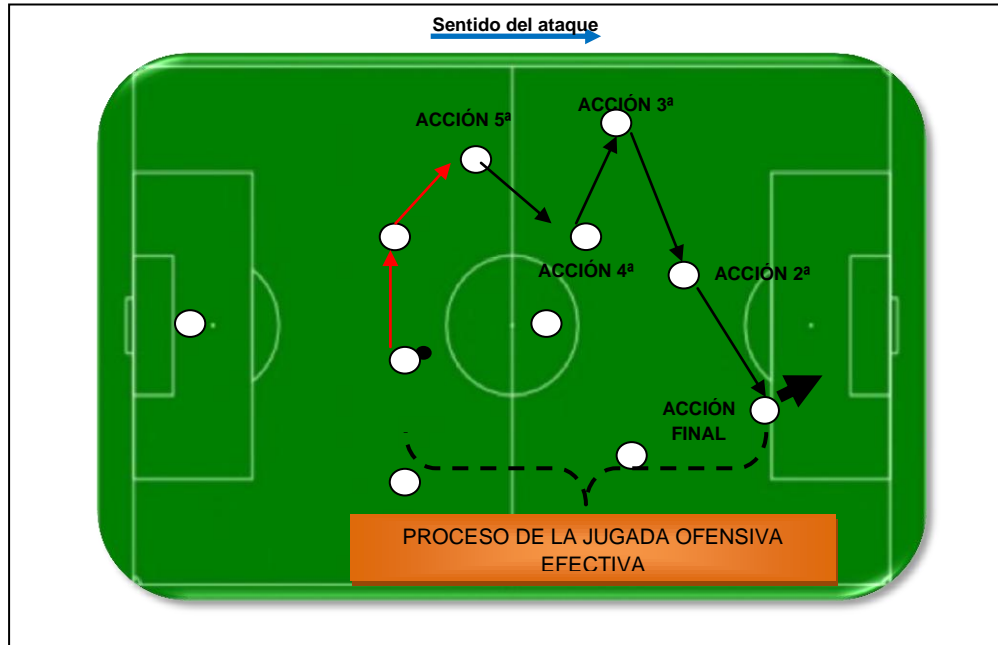 Sentido del ataque
ACCIÓN 3ª
ACCIÓN 5ª
ACCIÓN 4ª
ACCIÓN 2ª
ACCIÓN
FINAL
PROCESO DE LA JUGADA OFENSIVA
EFECTIVA